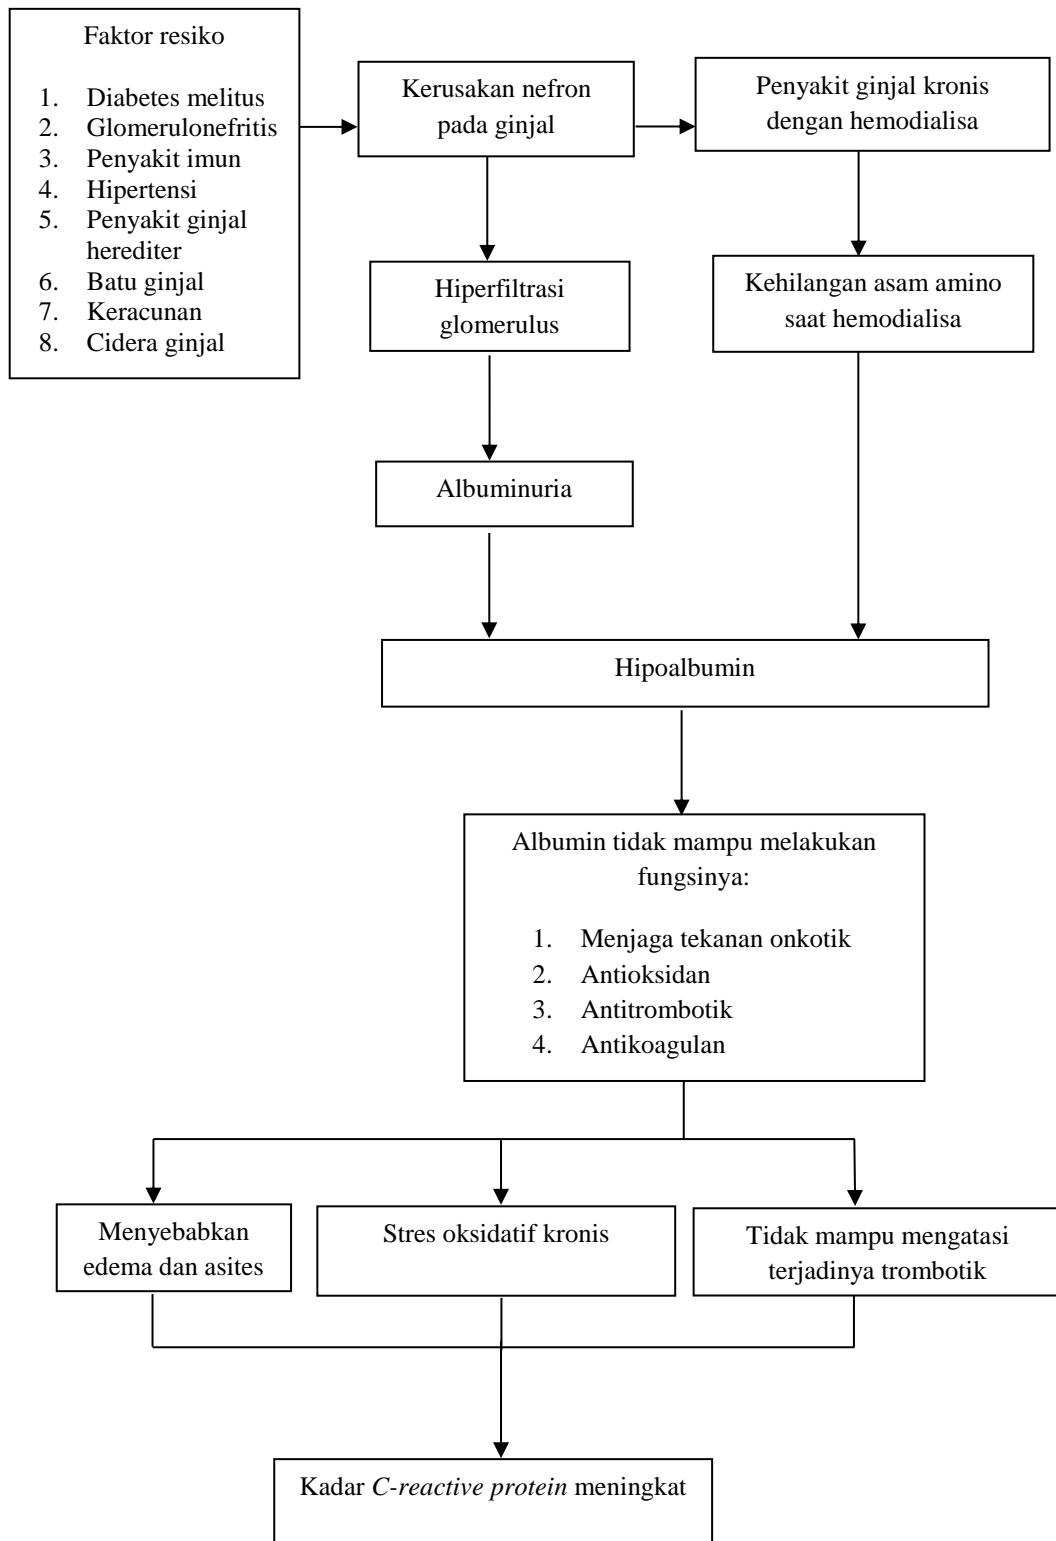 Faktor resiko
1. Diabetes melitus
2. Glomerulonefritis
3. Penyakit imun
4. Hipertensi
5. Penyakit ginjal
herediter
6. Batu ginjal
7. Keracunan
8. Cidera ginjal
Kerusakan nefron
pada ginjal
Penyakit ginjal kronis
dengan hemodialisa
Hiperfiltrasi
glomerulus
Kehilangan asam amino
saat hemodialisa
Albuminuria
Hipoalbumin
Albumin tidak mampu melakukan
fungsinya:
1. Menjaga tekanan onkotik
2. Antioksidan
3. Antitrombotik
4. Antikoagulan
Menyebabkan
edema dan asites
Stres oksidatif kronis
Tidak mampu mengatasi
terjadinya trombotik
Kadar C-reactive protein meningkat